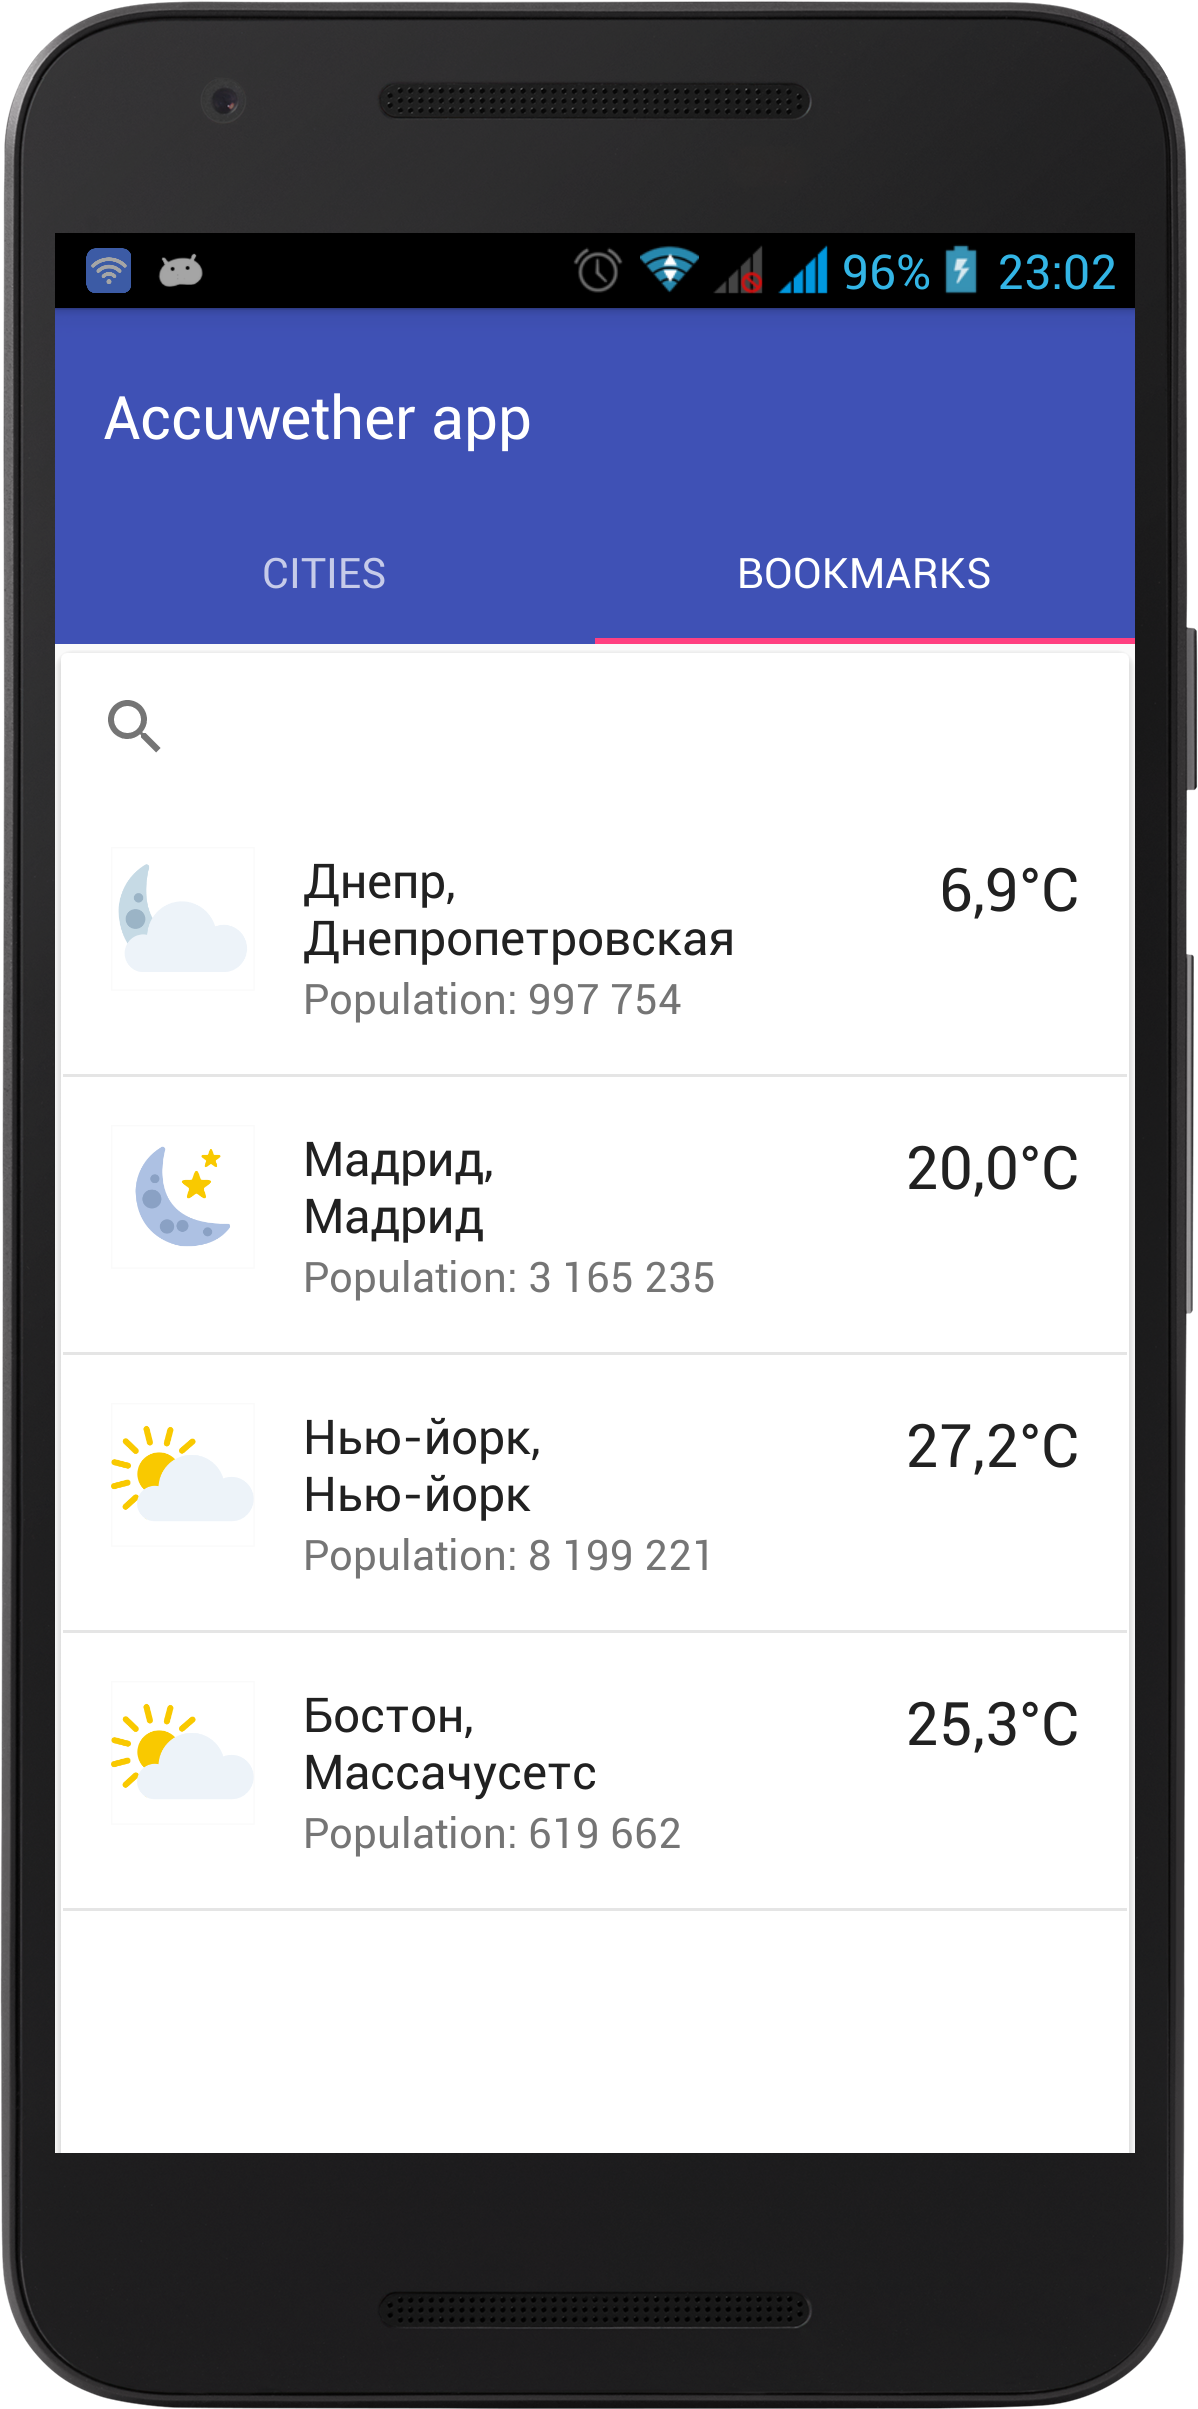 96% 23:02
Accuwether app
CITIES BOOKMARKS
Днепр, 6,9°C
Днепропетровская
Population: 997 754
Мадрид, 20,0°C
Мадрид
Population: 3 165 235
Нью-йорк, 27,2°C
Нью-йорк
Population: 8 199 221
Бостон, 25,3°C
Массачусетс
Population: 619 662